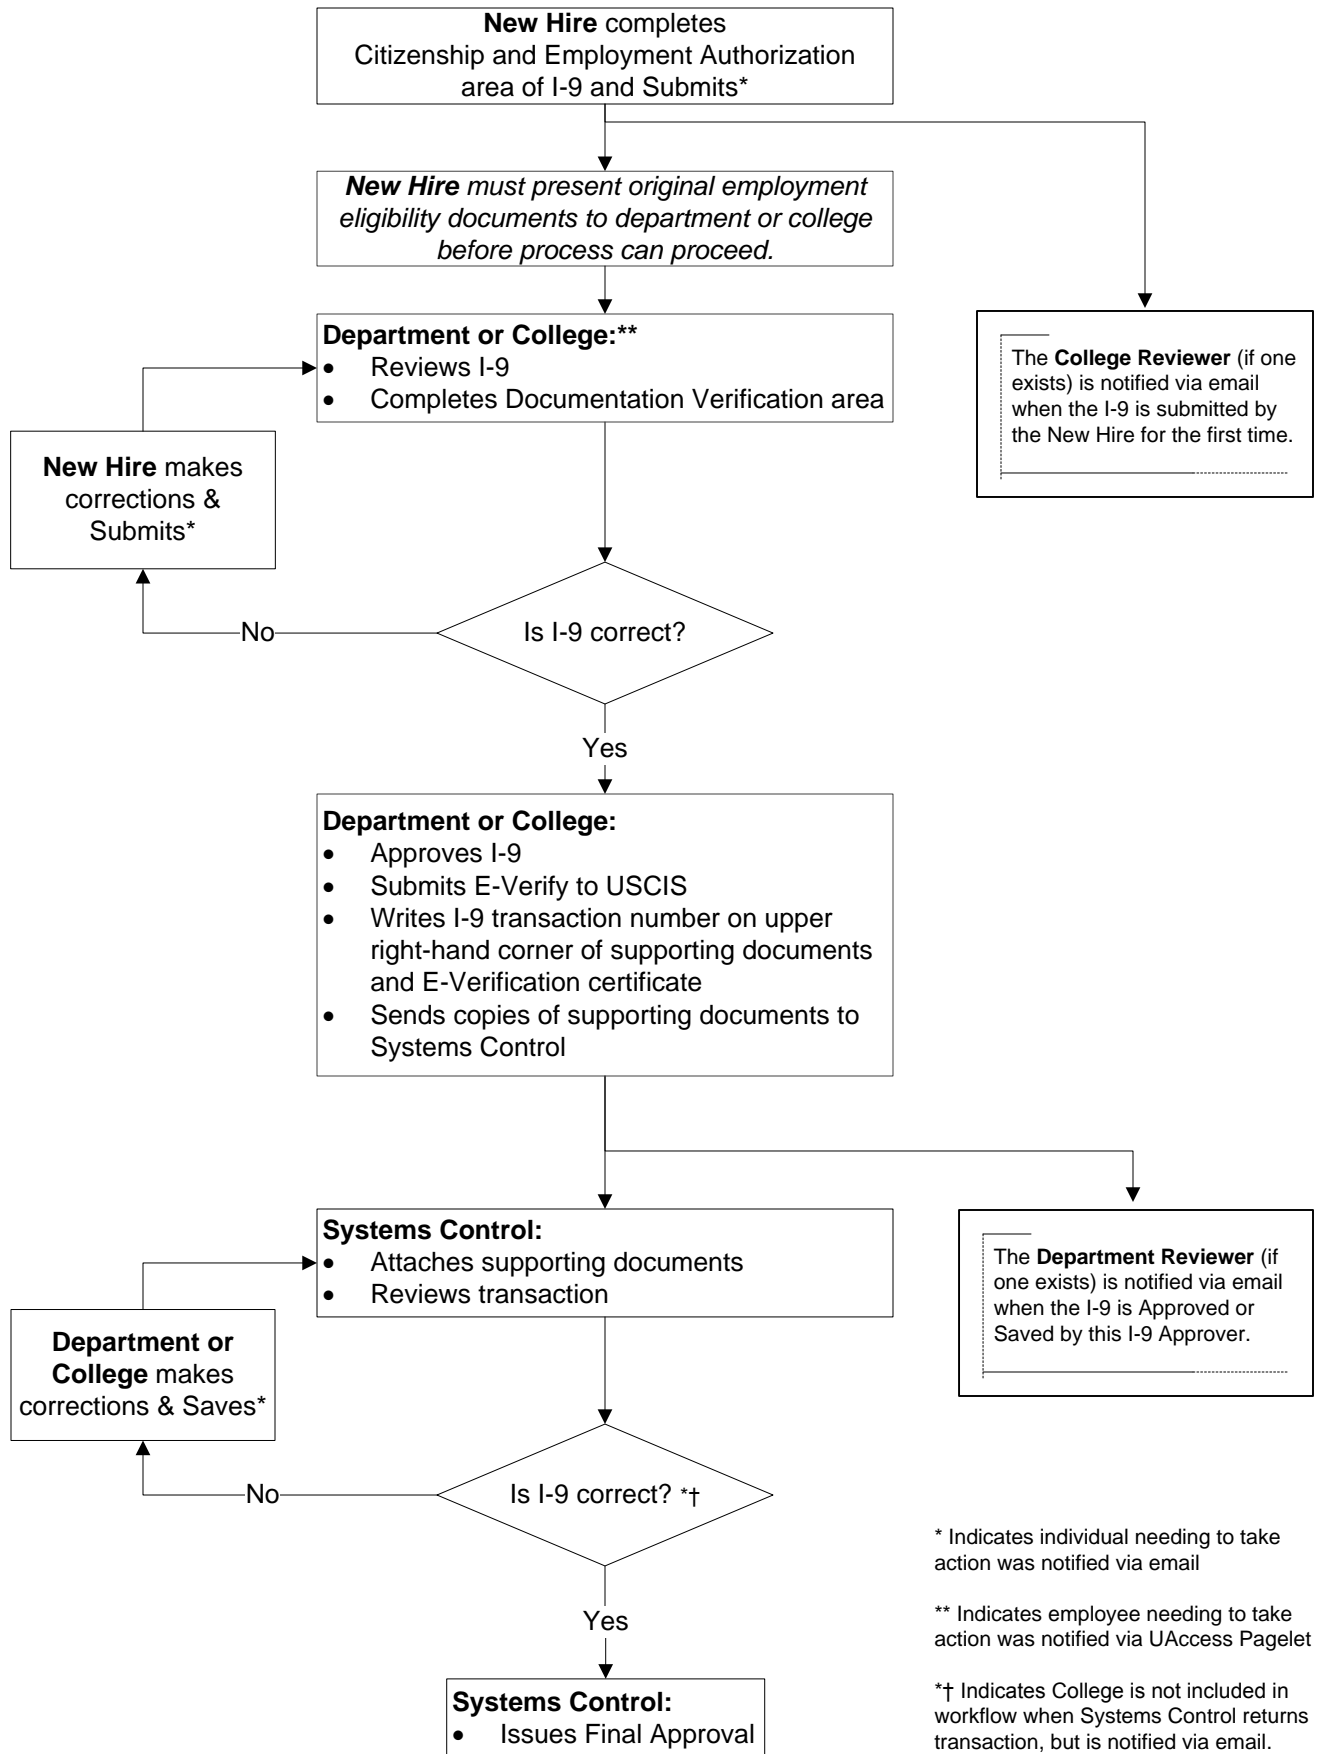 New Hire completes
Citizenship and Employment Authorization
area of I-9 and Submits*
New Hire must present original employment
eligibility documents to department or college
before process can proceed.
Department or College:**
• Reviews I-9
• Completes Documentation Verification area
The College Reviewer (if one
exists) is notified via email
when the I-9 is submitted by
the New Hire for the first time.
New Hire makes
corrections &
Submits*
Is I-9 correct?
No
Yes
Department or College:
• Approves I-9
• Submits E-Verify to USCIS
• Writes I-9 transaction number on upper
right-hand corner of supporting documents
and E-Verification certificate
• Sends copies of supporting documents to
Systems Control
Systems Control:
• Attaches supporting documents
• Reviews transaction
The Department Reviewer (if
one exists) is notified via email
when the I-9 is Approved or
Saved by this I-9 Approver.
Department or
College makes
corrections & Saves*
Is I-9 correct? *†
No
Yes
Systems Control:
• Issues Final Approval
* Indicates individual needing to take
action was notified via email
** Indicates employee needing to take
action was notified via UAccess Pagelet
*† Indicates College is not included in
workflow when Systems Control returns
transaction, but is notified via email.